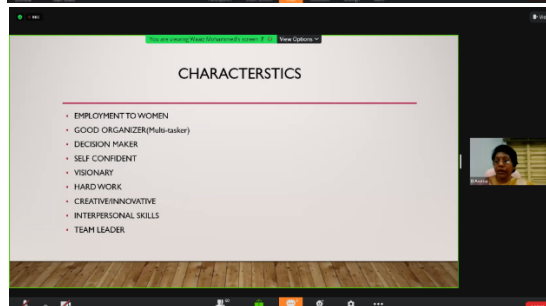 You are viewing Waaiz Mohammed's screen
View Options
CHARACTERSTICS
• EMPLOYMENT TO WOMEN
• GOOD ORGANIZER(Multi-tasker)
• DECISION MAKER
• SELF CONFIDENT
• VISIONARY
• HARD WORK
• CREATIVE/INNOVATIVE
• INTERPERSONAL SKILLS
• TEAM LEADER